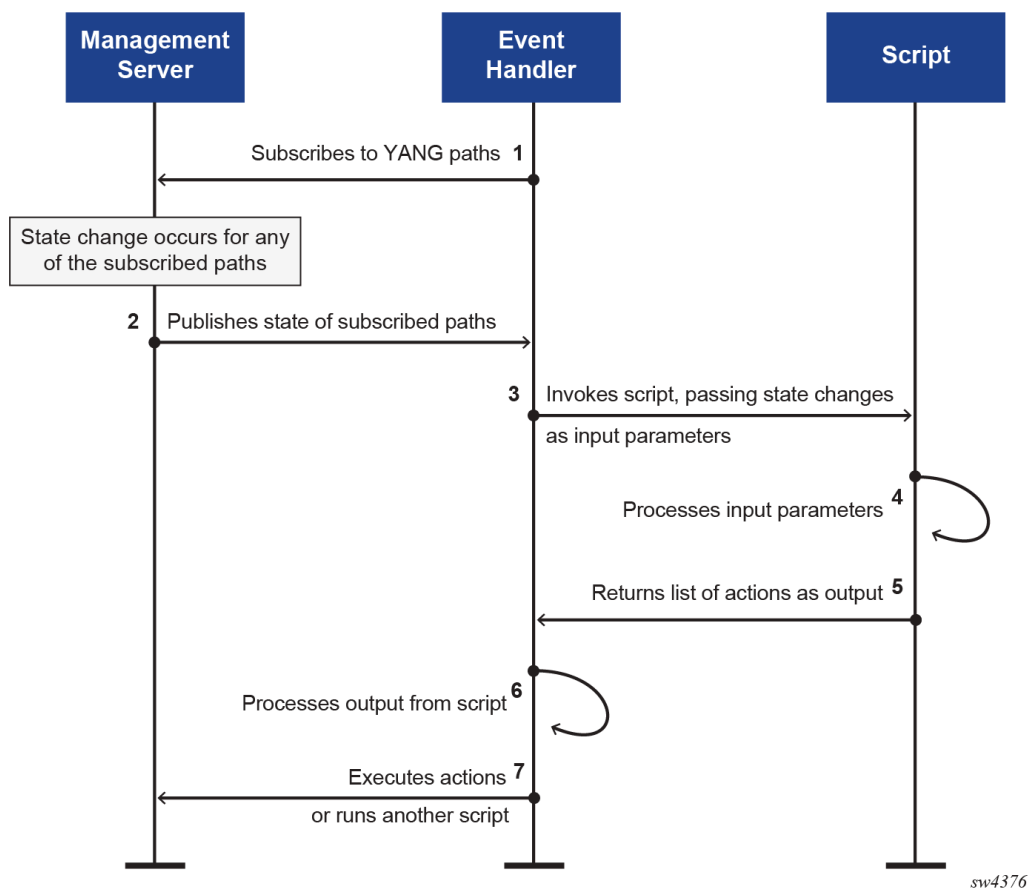 Management
Server
Event
Handler
Script
Subscribes to YANG paths 1
State change occurs for any
of the subscribed paths
2 Publishes state of subscribed paths
3 Invokes script, passing state changes
as input parameters
Processes input parameters 4
Returns list of actions as output 5
Processes output from script 6
Executes actions 7
or runs another script
sw4376